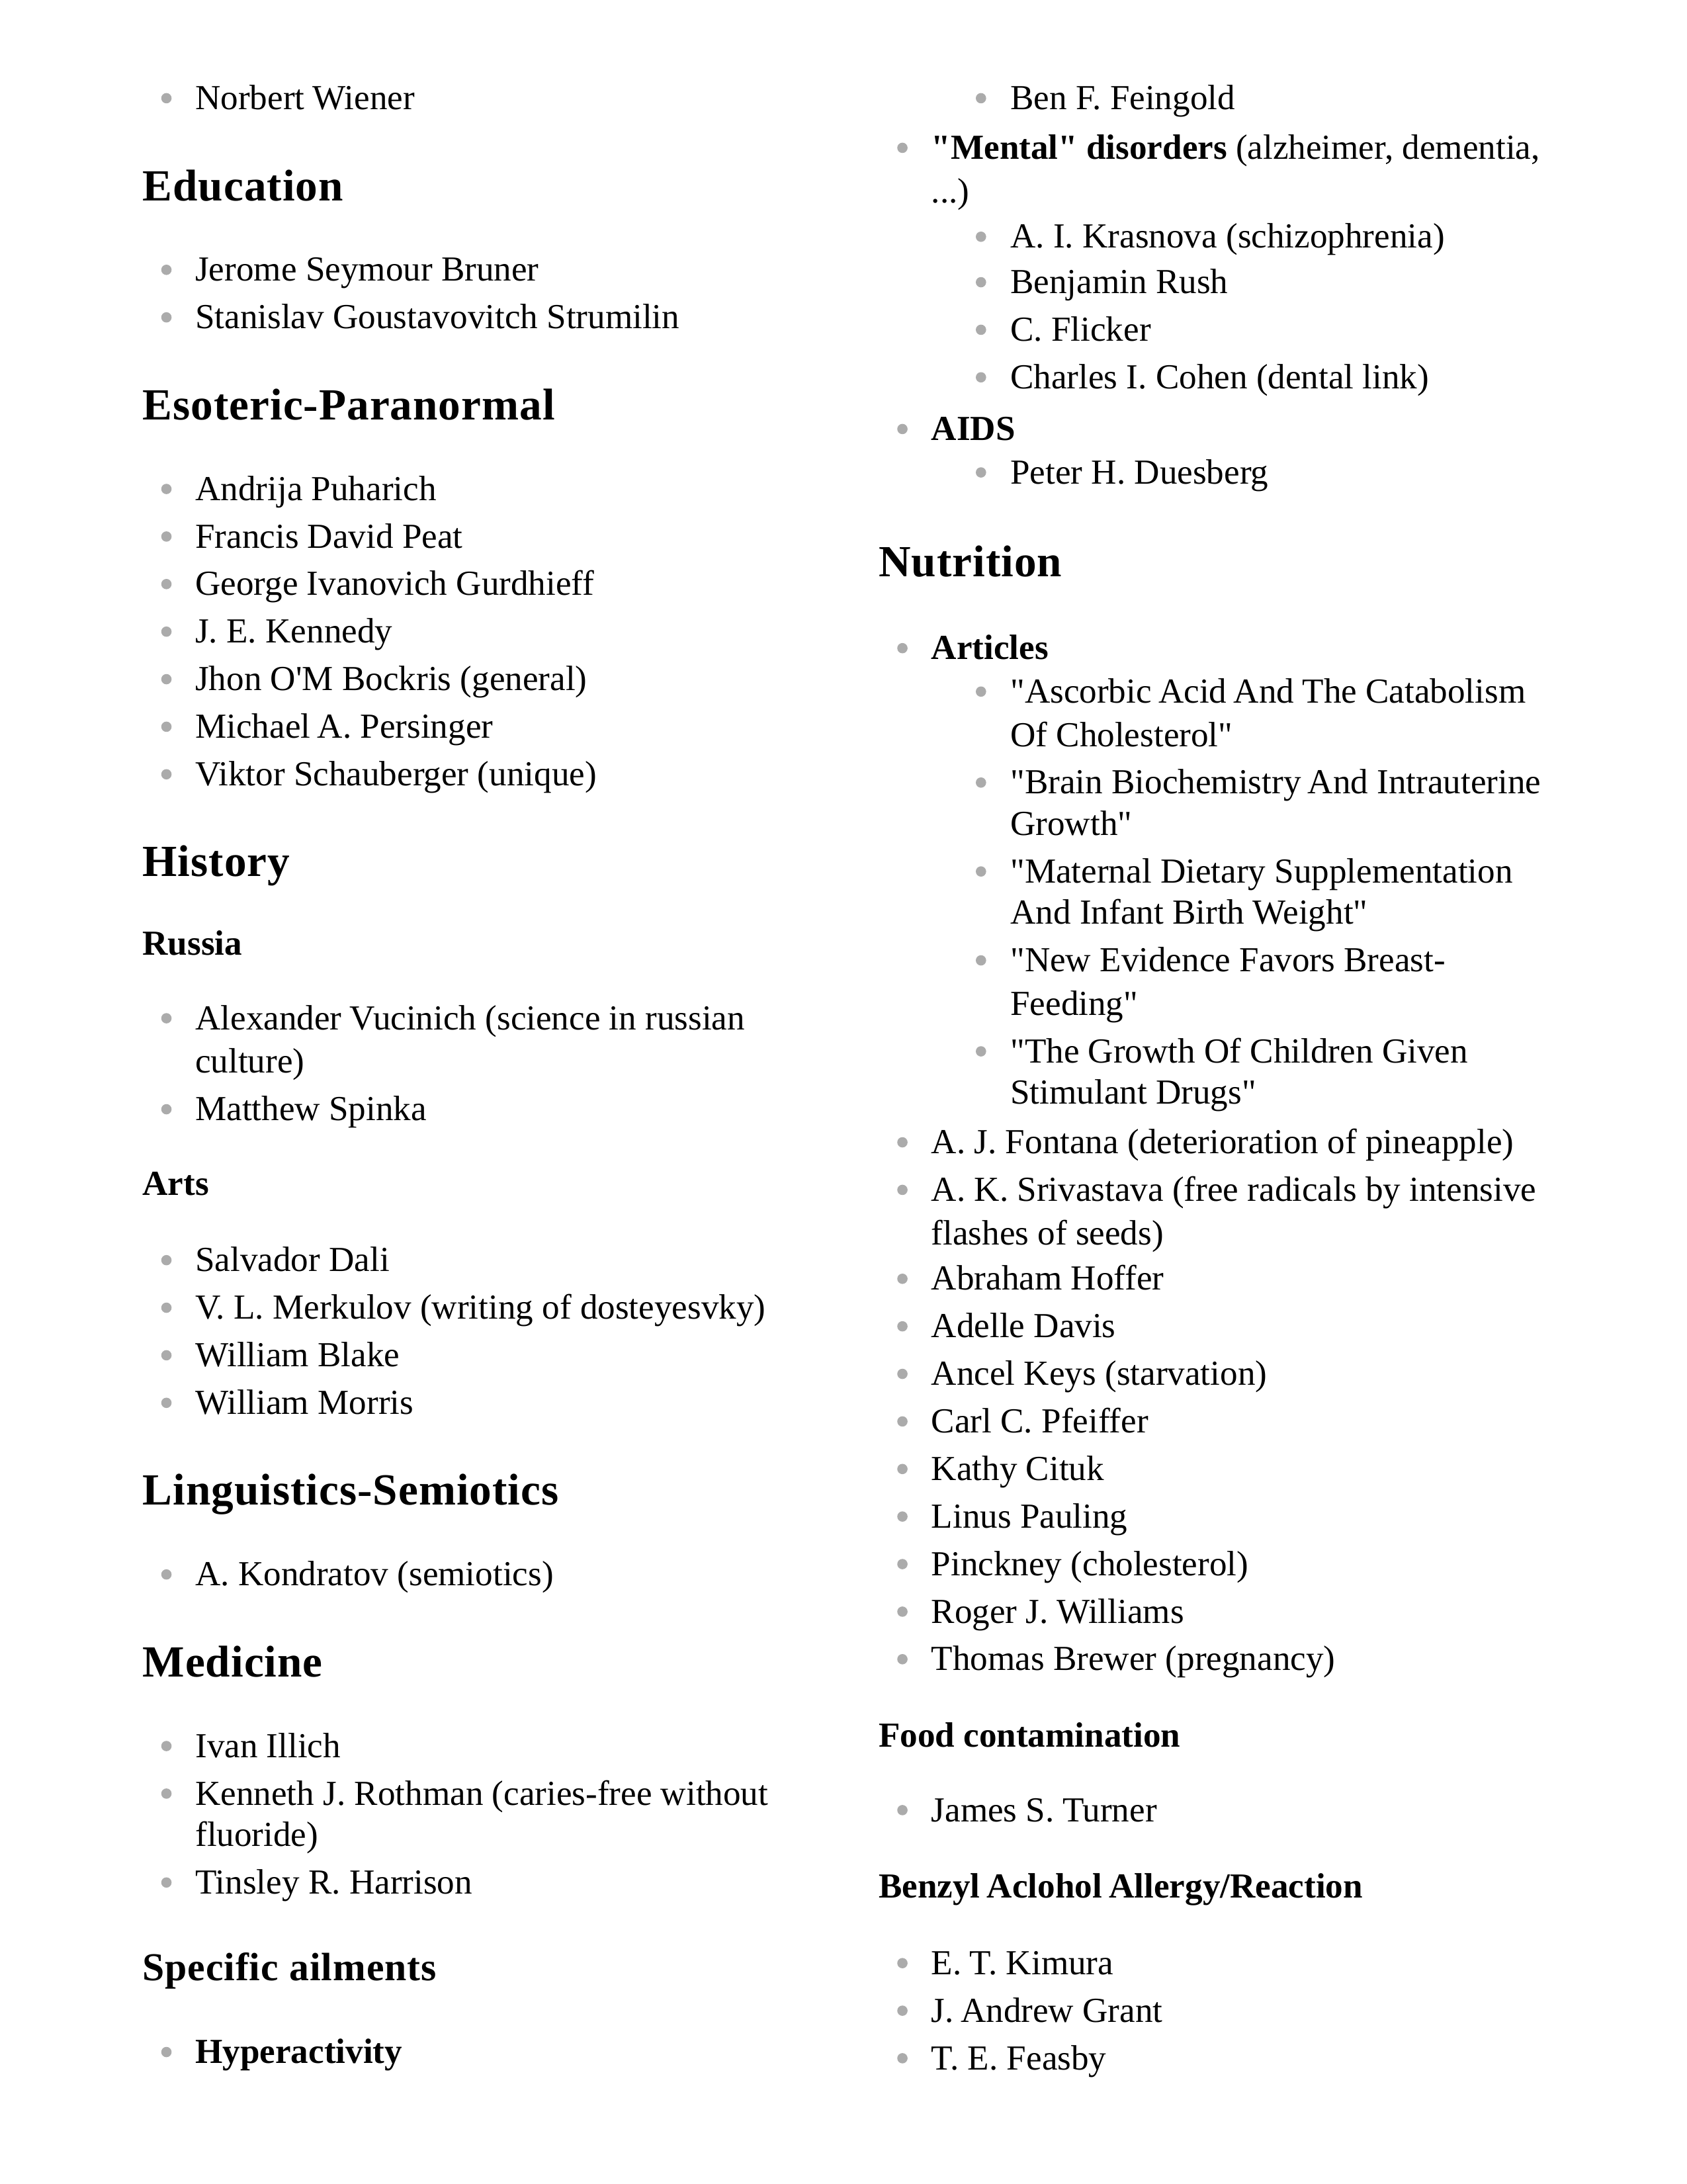 Norbert Wiener
Education
Jerome Seymour Bruner
Stanislav Goustavovitch Strumilin
Esoteric-Paranormal
Andrija Puharich
Francis David Peat
George Ivanovich Gurdhieff
J. E. Kennedy
Jhon O'M Bockris (general)
Michael A. Persinger
Viktor Schauberger (unique)
History
Russia
Alexander Vucinich (science in russian
culture)
Matthew Spinka
Arts
Salvador Dali
V. L. Merkulov (writing of dosteyesvky)
William Blake
William Morris
Linguistics-Semiotics
A. Kondratov (semiotics)
Medicine
Ivan Illich
Kenneth J. Rothman (caries-free without
fluoride)
Tinsley R. Harrison
Specific ailments
Hyperactivity
Ben F. Feingold
"Mental" disorders (alzheimer, dementia,
...)
A. I. Krasnova (schizophrenia)
Benjamin Rush
C. Flicker
Charles I. Cohen (dental link)
AIDS
Peter H. Duesberg
Nutrition
Articles
"Ascorbic Acid And The Catabolism
Of Cholesterol"
"Brain Biochemistry And Intrauterine
Growth"
"Maternal Dietary Supplementation
And Infant Birth Weight"
"New Evidence Favors Breast-
Feeding"
"The Growth Of Children Given
Stimulant Drugs"
A. J. Fontana (deterioration of pineapple)
A. K. Srivastava (free radicals by intensive
flashes of seeds)
Abraham Hoffer
Adelle Davis
Ancel Keys (starvation)
Carl C. Pfeiffer
Kathy Cituk
Linus Pauling
Pinckney (cholesterol)
Roger J. Williams
Thomas Brewer (pregnancy)
Food contamination
James S. Turner
Benzyl Aclohol Allergy/Reaction
E. T. Kimura
J. Andrew Grant
T. E. Feasby